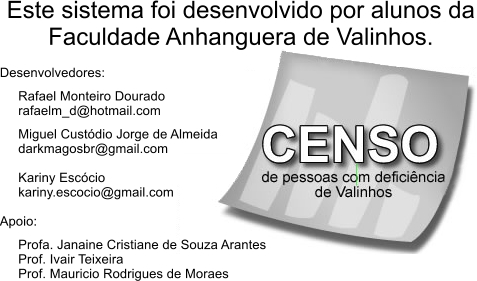 Este sistema foi desenvolvido por alunos da
Faculdade Anhanguera de Valinhos.
Desenvolvedores:
Rafael Monteiro Dourado
rafaelm_d@hotmail.com
Miguel Custódio Jorge de Almeida
darkmagosbr@gmail.com
Kariny Escócio
kariny.escocio@gmail.com
Apoio:
Profa. Janaine Cristiane de Souza Arantes
Prof. Ivair Teixeira
Prof. Mauricio Rodrigues de Moraes
CENSO
de pessoas com deficiência
de Valinhos